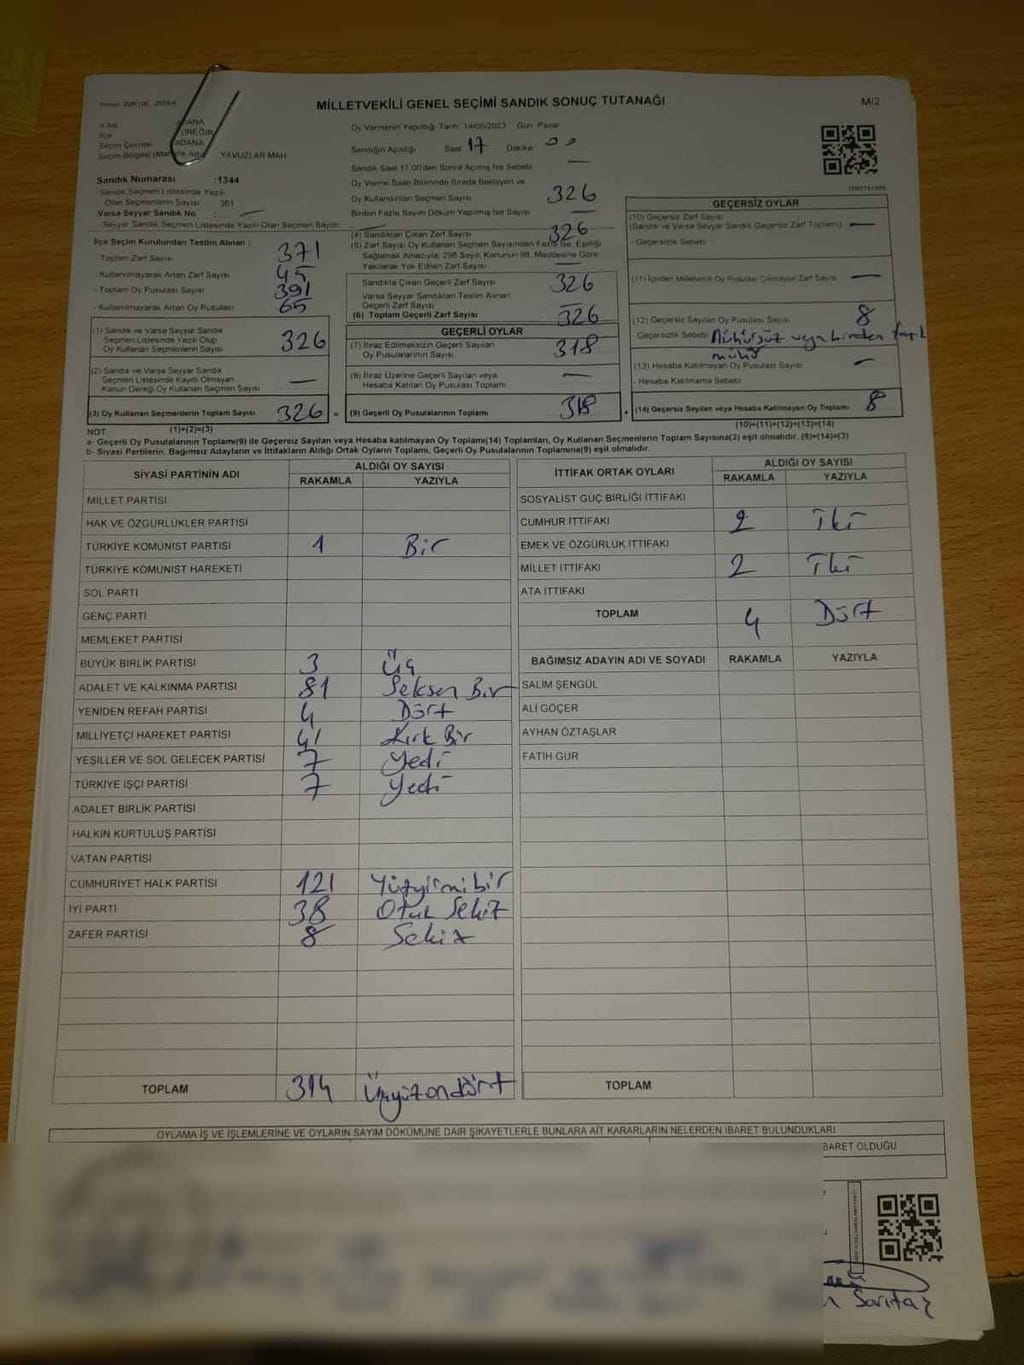 MİLLETVEKİLİ GENEL SEÇİMİ SANDIK SONUÇ TUTANAĞI
M/2
İl Adı ADANA
İlçe
Seçim Çevresi ADANA
Seçim Bölgesi YAVUZLAR MAH
Sandık Numarası :1344
Sandık Seçmen Listesinde Yazılı
Olan Seçmenlerin Sayısı 361
Varsa Seyyar Sandık No
Seyyar Sandık Seçmen Listesinde Yazılı Olan Seçmen Sayısı
İlçe Seçim Kurulundan Teslim Alınan :
Toplam Zarf Sayısı 371
- Kullanılmayarak Artan Zarf Sayısı 45
- Toplam Oy Pusulası Sayısı 391
- Kullanılmayarak Artan Oy Pusulası 65
(1) Sandık ve Varsa Seyyar Sandık
Seçmen Listesinde Yazılı Olup
Oy Kullanan Seçmenlerin Sayısı 326
(2) Sandık ve Varsa Seyyar Sandık
Seçmen Listesinde Kayıtlı Olmayan
Kanun Gereği Oy Kullanan Seçmen Sayısı —
(3) Oy Kullanan Seçmenlerin Toplam Sayısı 326 =
(1)+(2)=(3)
Oy Vermenin Yapıldığı Tarih :14/05/2023 Gün: Pazar
Sandığın Açıldığı Saat 17 Dakika 00
Sandık Saat 17:00'den Sonra Açılmış İse Sebebi —
Oy Verme Saati Bitiminde Sırada Bekleyen ve
Oy Kullandırılan Seçmen Sayısı 326
Birden Fazla Sayım Döküm Yapılmış İse Sayısı —
(4) Sandıktan Çıkan Zarf Sayısı 326
(5) Zarf Sayısı Oy Kullanan Seçmen Sayısından Fazla İse, Eşitliği
Sağlamak Amacıyla; 298 Sayılı Kanunun 98. Maddesine Göre
Yakılarak Yok Edilen Zarf Sayısı —
Sandıkta Çıkan Geçerli Zarf Sayısı 326
Varsa Seyyar Sandıktan Teslim Alınan
Geçerli Zarf Sayısı —
(6) Toplam Geçerli Zarf Sayısı 326
GEÇERLİ OYLAR
(7) İtiraz Edilmeksizin Geçerli Sayılan
Oy Pusulalarının Sayısı 318
(8) İtiraz Üzerine Geçerli Sayılan veya
Hesaba Katılan Oy Pusulası Toplamı —
(9) Geçerli Oy Pusulalarının Toplamı 318
GEÇERSİZ OYLAR
(10) Geçersiz Zarf Sayısı
(Sandık ve Varsa Seyyar Sandık Geçersiz Zarf Toplamı) —
- Geçersizlik Sebebi
(11) İçinden Milletvekili Oy Pusulası Çıkmayan Zarf Sayısı —
(12) Geçersiz Sayılan Oy Pusulası Sayısı 8
Geçersizlik Sebebi Mühürsüz veya birden fazla
mühür
(13) Hesaba Katılmayan Oy Pusulası Sayısı —
- Hesaba Katılmama Sebebi
(14) Geçersiz Sayılan veya Hesaba Katılmayan Oy Toplamı 8
(10)+(11)+(12)+(13)=(14)
NOT
a- Geçerli Oy Pusulalarının Toplamı(9) ile Geçersiz Sayılan veya Hesaba katılmayan Oy Toplamı(14) Toplamları, Oy Kullanan Seçmenlerin Toplam Sayısına(3) eşit olmalıdır. (9)+(14)=(3)
b- Siyasi Partilerin, Bağımsız Adayların ve İttifakların Aldığı Ortak Oyların Toplamı, Geçerli Oy Pusulalarının Toplamına(9) eşit olmalıdır.
SİYASİ PARTİNİN ADI ALDIĞI OY SAYISI
RAKAMLA YAZIYLA
MİLLET PARTİSİ
HAK VE ÖZGÜRLÜKLER PARTİSİ
TÜRKİYE KOMÜNİST PARTİSİ 1 Bir
TÜRKİYE KOMÜNİST HAREKETİ
SOL PARTİ
GENÇ PARTİ
MEMLEKET PARTİSİ
BÜYÜK BİRLİK PARTİSİ 3 Üç
ADALET VE KALKINMA PARTİSİ 81 Seksen Bir
YENİDEN REFAH PARTİSİ 4 Dört
MİLLİYETÇİ HAREKET PARTİSİ 41 Kırk Bir
YEŞİLLER VE SOL GELECEK PARTİSİ 7 Yedi
TÜRKİYE İŞÇİ PARTİSİ 7 Yedi
ADALET BİRLİK PARTİSİ
HALKIN KURTULUŞ PARTİSİ
VATAN PARTİSİ
CUMHURİYET HALK PARTİSİ 121 Yüzyirmibir
İYİ PARTİ 38 Otuz Sekiz
ZAFER PARTİSİ 8 Sekiz
TOPLAM 314 Üçyüzondört
İTTİFAK ORTAK OYLARI ALDIĞI OY SAYISI
RAKAMLA YAZIYLA
SOSYALİST GÜÇ BİRLİĞİ İTTİFAKI
CUMHUR İTTİFAKI 2 İki
EMEK VE ÖZGÜRLÜK İTTİFAKI
MİLLET İTTİFAKI 2 İki
ATA İTTİFAKI
TOPLAM 4 Dört
BAĞIMSIZ ADAYIN ADI VE SOYADI RAKAMLA YAZIYLA
SALİM ŞENGÜL
ALİ GÖÇER
AYHAN ÖZTAŞLAR
FATİH GÜR
TOPLAM
OYLAMA İŞ VE İŞLEMLERİNE VE OYLARIN SAYIM DÖKÜMÜNE DAİR ŞİKAYETLERLE BUNLARA AİT KARARLARIN NELERDEN İBARET BULUNDUKLARI
İBARET OLDUĞU